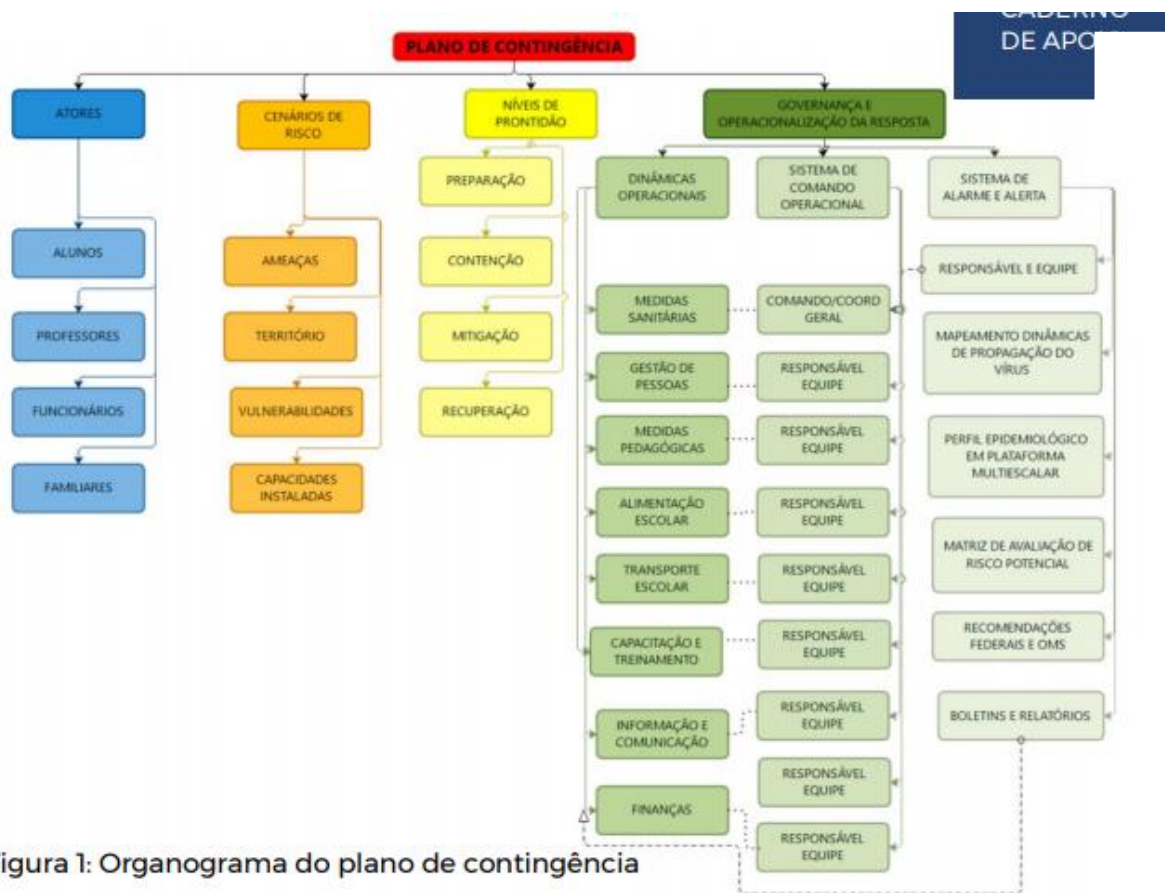 CADERNO
DE APO
PLANO DE CONTINGÊNCIA
ATORES
ALUNOS
PROFESSORES
FUNCIONÁRIOS
FAMILIARES
CENÁRIOS DE
RISCO
AMEAÇAS
TERRITÓRIO
VULNERABILIDADES
CAPACIDADES
INSTALADAS
NÍVEIS DE
PRONTIDÃO
PREPARAÇÃO
CONTENÇÃO
MITIGAÇÃO
RECUPERAÇÃO
GOVERNANÇA E
OPERACIONALIZAÇÃO DA RESPOSTA
DINÂMICAS
OPERACIONAIS
MEDIDAS
SANITÁRIAS
GESTÃO DE
PESSOAS
MEDIDAS
PEDAGÓGICAS
ALIMENTAÇÃO
ESCOLAR
TRANSPORTE
ESCOLAR
CAPACITAÇÃO E
TREINAMENTO
INFORMAÇÃO E
COMUNICAÇÃO
FINANÇAS
SISTEMA DE
COMANDO
OPERACIONAL
COMANDO/COORD
GERAL
RESPONSÁVEL
EQUIPE
RESPONSÁVEL
EQUIPE
RESPONSÁVEL
EQUIPE
RESPONSÁVEL
EQUIPE
RESPONSÁVEL
EQUIPE
RESPONSÁVEL
EQUIPE
RESPONSÁVEL
EQUIPE
RESPONSÁVEL
EQUIPE
SISTEMA DE
ALARME E ALERTA
RESPONSÁVEL E EQUIPE
MAPEAMENTO DINÂMICAS
DE PROPAGAÇÃO DO
VÍRUS
PERFIL EPIDEMIOLÓGICO
EM PLATAFORMA
MULTIESCALAR
MATRIZ DE AVALIAÇÃO DE
RISCO POTENCIAL
RECOMENDAÇÕES
FEDERAIS E OMS
BOLETINS E RELATÓRIOS
igura 1: Organograma do plano de contingência